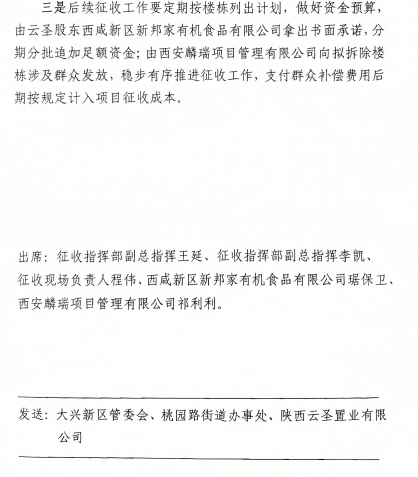 三是后续征收工作要定期按楼栋列出计划，做好资金预算，
由云圣股东西咸新区新邦家有机食品有限公司拿出书面承诺，分
期分批追加足额资金；由西安麟瑞项目管理有限公司向拟拆除楼
栋涉及群众发放，稳步有序推进征收工作，支付群众补偿费用后
期按规定计入项目征收成本。
出席：征收指挥部副总指挥王延、征收指挥部副总指挥李凯、
征收现场负责人程伟、西咸新区新邦家有机食品有限公司琚保卫、
西安麟瑞项目管理有限公司祁利利。
发送：大兴新区管委会、桃园路街道办事处、陕西云圣置业有限
公司